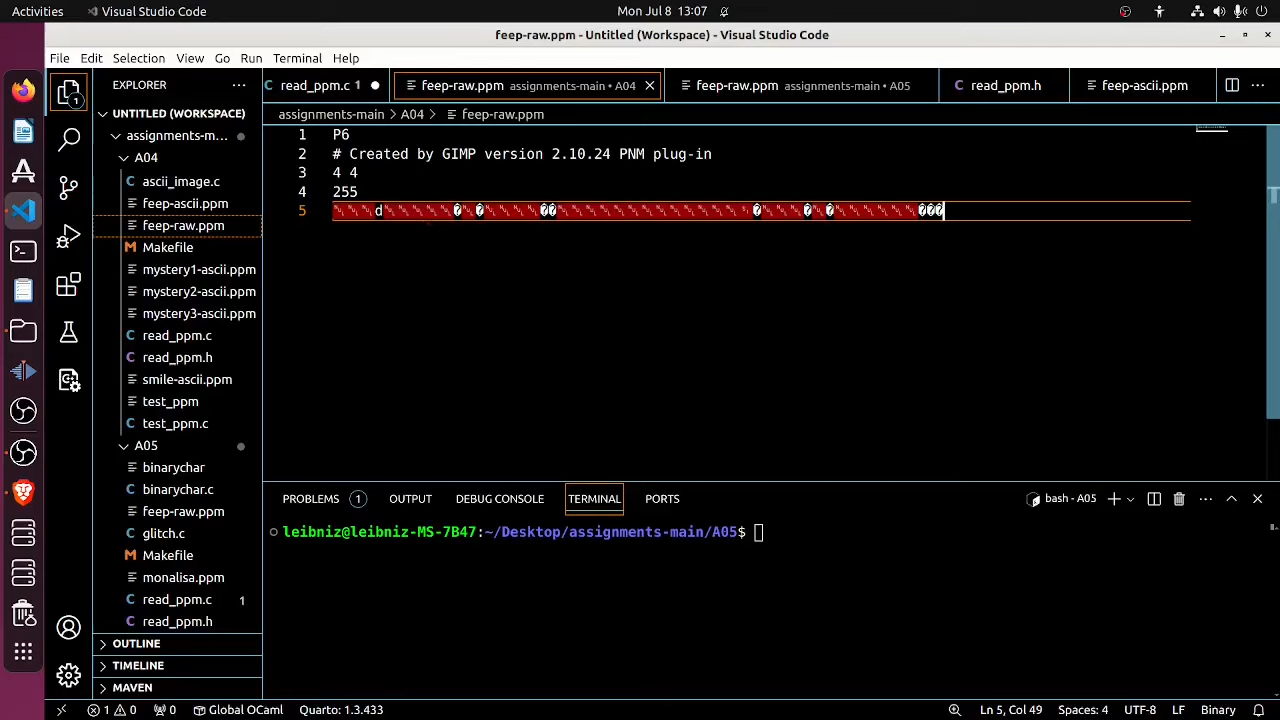 Activities
Visual Studio Code
Mon Jul 8 13:07
feep-raw.ppm - Untitled (Workspace) - Visual Studio Code
File Edit Selection View Go Run Terminal Help
EXPLORER
read_ppm.c 1
feep-raw.ppm assignments-main • A04
feep-raw.ppm assignments-main • A05
read_ppm.h
feep-ascii.ppm
UNTITLED (WORKSPACE)
assignments-m...
A04
ascii_image.c
feep-ascii.ppm
feep-raw.ppm
Makefile
mystery1-ascii.ppm
mystery2-ascii.ppm
mystery3-ascii.ppm
read_ppm.c
read_ppm.h
smile-ascii.ppm
test_ppm
test_ppm.c
A05
binarychar
binarychar.c
feep-raw.ppm
glitch.c
Makefile
monalisa.ppm
read_ppm.c 1
read_ppm.h
OUTLINE
TIMELINE
MAVEN
assignments-main > A04 > feep-raw.ppm
1 P6
2 # Created by GIMP version 2.10.24 PNM plug-in
3 4 4
4 255
5
PROBLEMS 1 OUTPUT DEBUG CONSOLE TERMINAL PORTS
bash - A05
leibniz@leibniz-MS-7B47:~/Desktop/assignments-main/A05$
1 0 0 Global OCaml Quarto: 1.3.433
Ln 5, Col 49 Spaces: 4 UTF-8 LF Binary